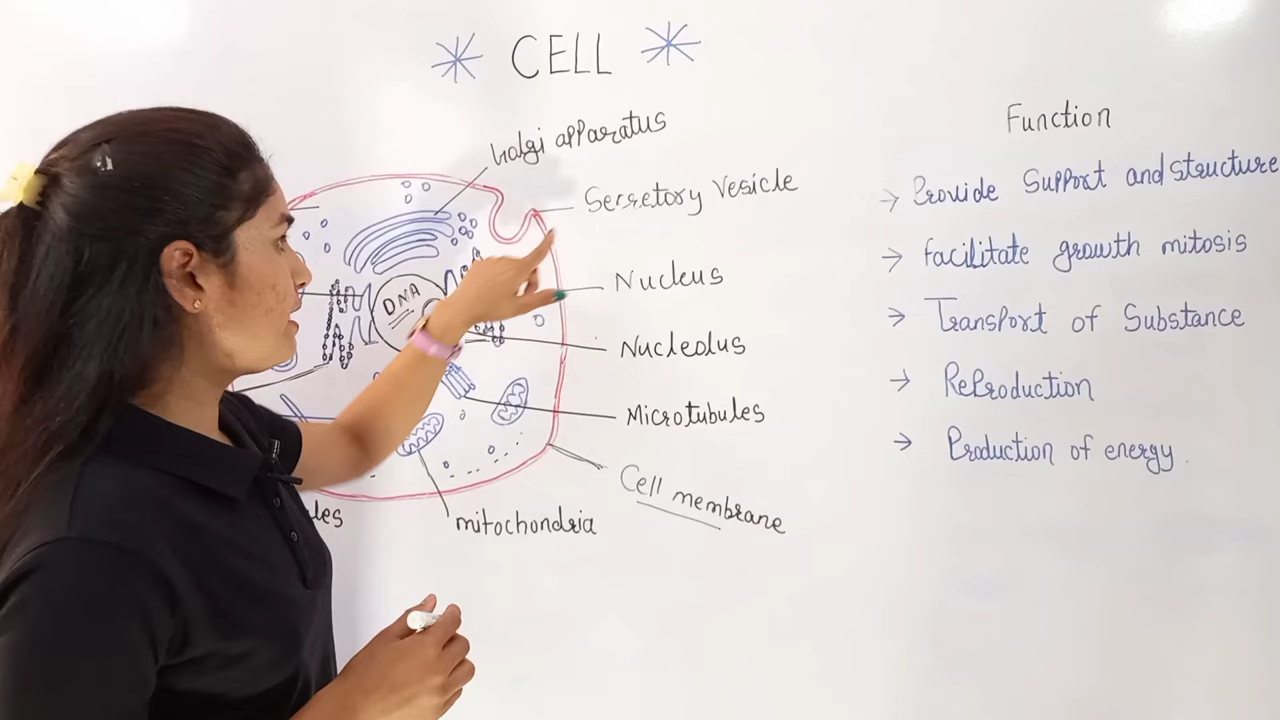 CELL
Golgi apparatus
Secretory Vesicle
Nucleus
Nucleolus
Microtubules
Cell membrane
mitochondria
DNA
Function
→ Provide Support and structure
→ Facilitate growth mitosis
→ Transport of Substance
→ Reproduction
→ Production of energy.